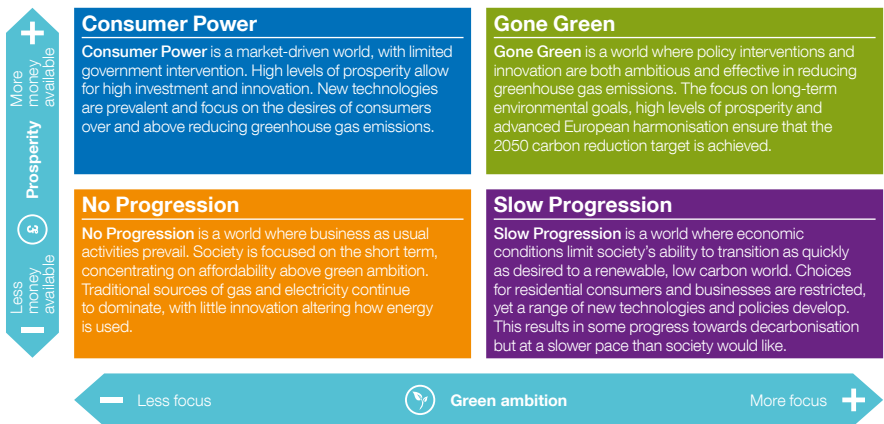 Consumer Power
Consumer Power is a market-driven world, with limited
government intervention. High levels of prosperity allow
for high investment and innovation. New technologies
are prevalent and focus on the desires of consumers
over and above reducing greenhouse gas emissions.
Gone Green
Gone Green is a world where policy interventions and
innovation are both ambitious and effective in reducing
greenhouse gas emissions. The focus on long-term
environmental goals, high levels of prosperity and
advanced European harmonisation ensure that the
2050 carbon reduction target is achieved.
No Progression
No Progression is a world where business as usual
activities prevail. Society is focused on the short term,
concentrating on affordability above green ambition.
Traditional sources of gas and electricity continue
to dominate, with little innovation altering how energy
is used.
Slow Progression
Slow Progression is a world where economic
conditions limit society’s ability to transition as quickly
as desired to a renewable, low carbon world. Choices
for residential consumers and businesses are restricted,
yet a range of new technologies and policies develop.
This results in some progress towards decarbonisation
but at a slower pace than society would like.
More
money
available
Prosperity
£
Less
money
available
Less focus
Green ambition
More focus